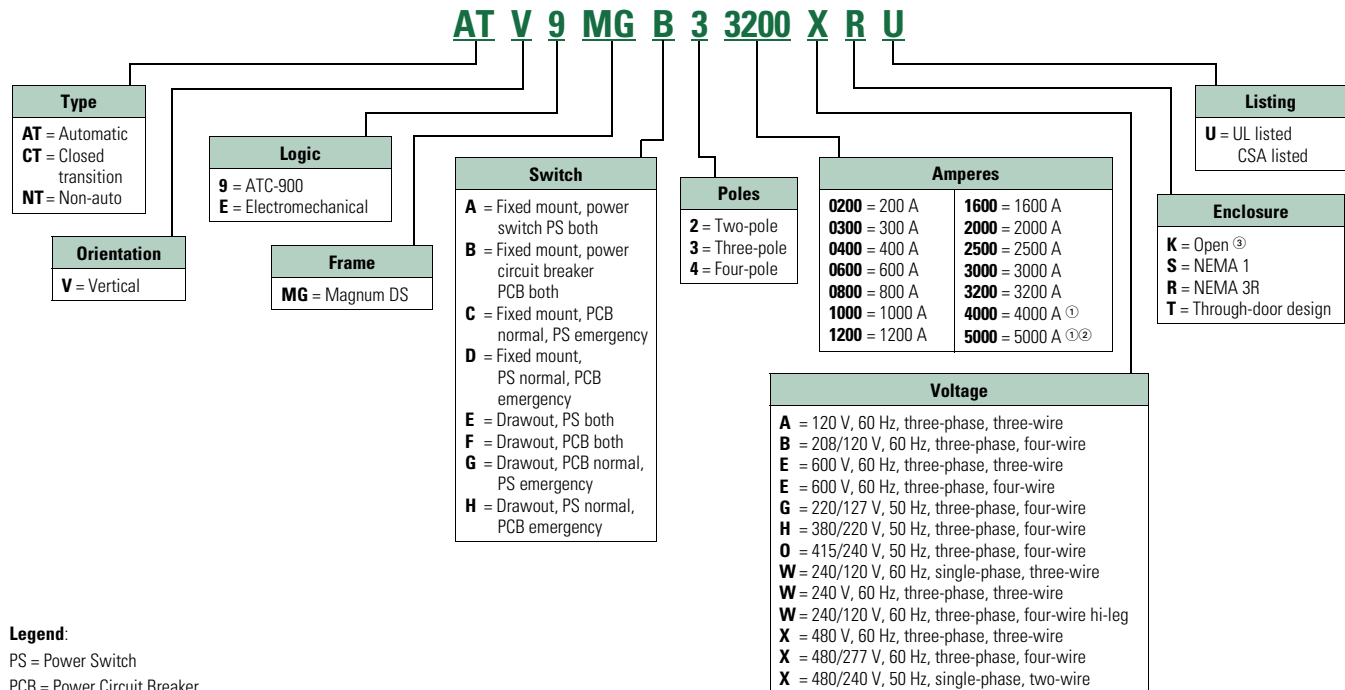 AT V 9 MG B 3 3200 X R U
Type
AT = Automatic
CT = Closed
transition
NT = Non-auto
Orientation
V = Vertical
Logic
9 = ATC-900
E = Electromechanical
Frame
MG = Magnum DS
Switch
A = Fixed mount, power
switch PS both
B = Fixed mount, power
circuit breaker
PCB both
C = Fixed mount, PCB
normal, PS emergency
D = Fixed mount,
PS normal, PCB
emergency
E = Drawout, PS both
F = Drawout, PCB both
G = Drawout, PCB normal,
PS emergency
H = Drawout, PS normal,
PCB emergency
Poles
2 = Two-pole
3 = Three-pole
4 = Four-pole
Amperes
0200 = 200 A
0300 = 300 A
0400 = 400 A
0600 = 600 A
0800 = 800 A
1000 = 1000 A
1200 = 1200 A
1600 = 1600 A
2000 = 2000 A
2500 = 2500 A
3000 = 3000 A
3200 = 3200 A
4000 = 4000 A ①
5000 = 5000 A ①②
Voltage
A = 120 V, 60 Hz, three-phase, three-wire
B = 208/120 V, 60 Hz, three-phase, four-wire
E = 600 V, 60 Hz, three-phase, three-wire
E = 600 V, 60 Hz, three-phase, four-wire
G = 220/127 V, 50 Hz, three-phase, four-wire
H = 380/220 V, 50 Hz, three-phase, four-wire
O = 415/240 V, 50 Hz, three-phase, four-wire
W = 240/120 V, 60 Hz, single-phase, three-wire
W = 240 V, 60 Hz, three-phase, three-wire
W = 240/120 V, 60 Hz, three-phase, four-wire hi-leg
X = 480 V, 60 Hz, three-phase, three-wire
X = 480/277 V, 60 Hz, three-phase, four-wire
X = 480/240 V, 50 Hz, single-phase, two-wire
Listing
U = UL listed
CSA listed
Enclosure
K = Open ③
S = NEMA 1
R = NEMA 3R
T = Through-door design
Legend:
PS = Power Switch
PCB = Power Circuit Breaker